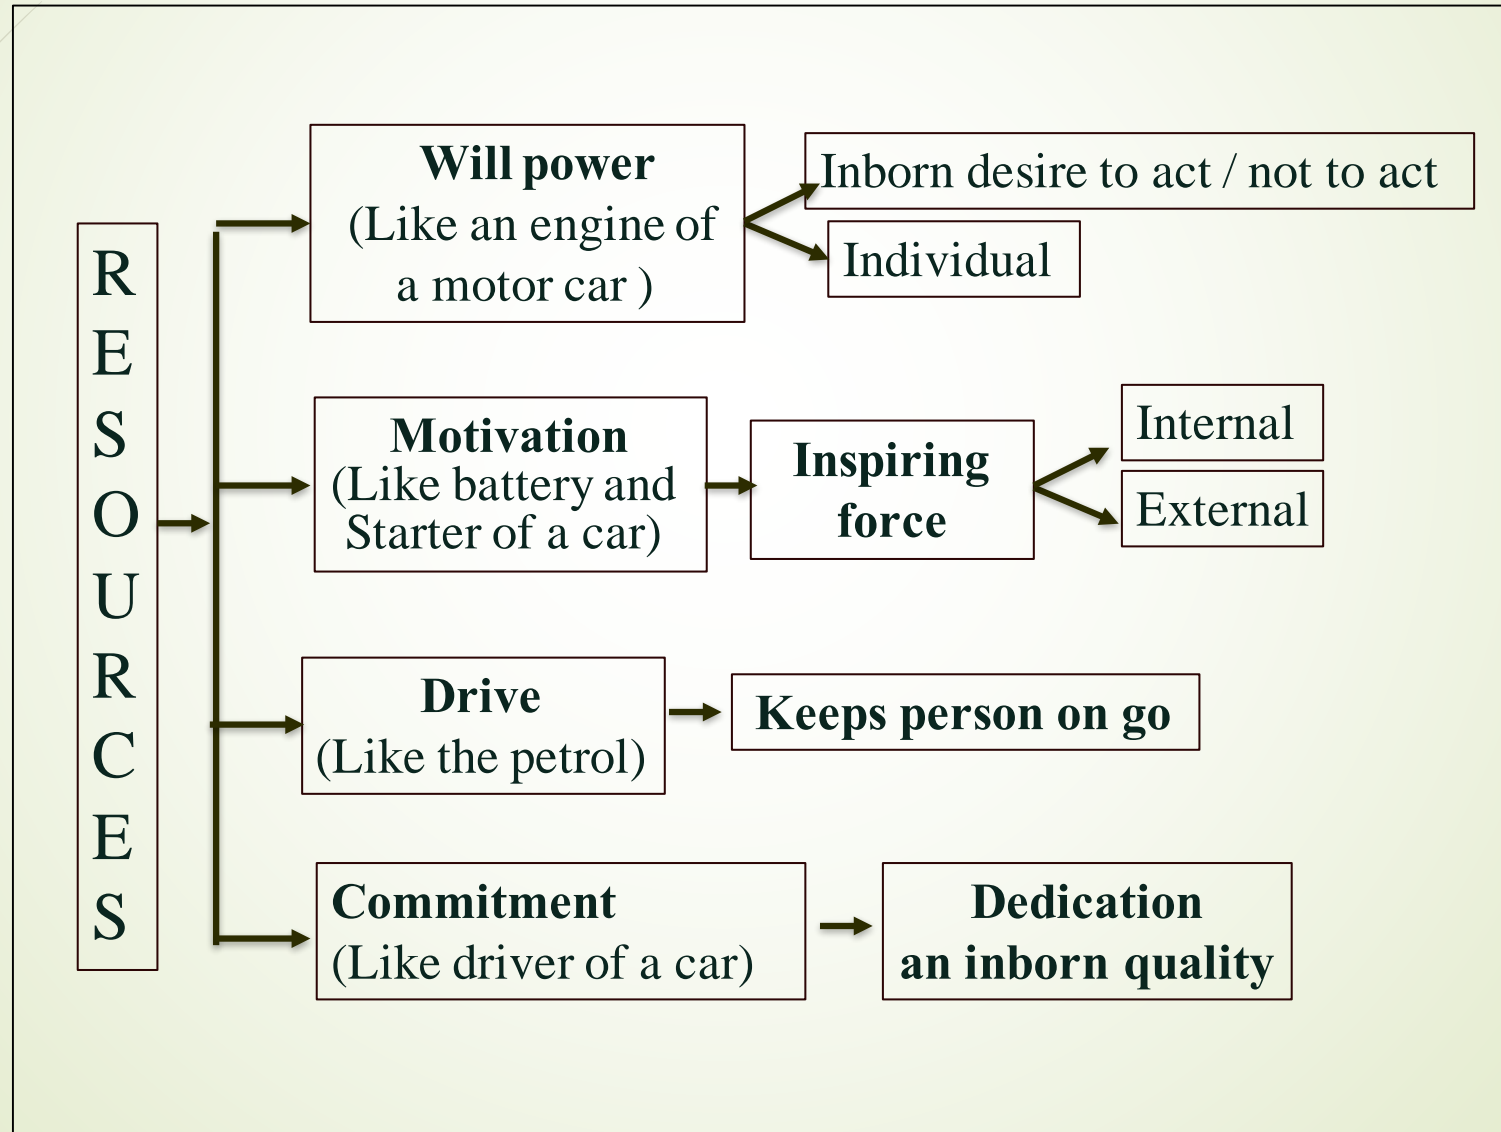 RESOURCES
Will power
(Like an engine of
a motor car )
Inborn desire to act / not to act
Individual
Motivation
(Like battery and
Starter of a car)
Inspiring
force
Internal
External
Drive
(Like the petrol)
Keeps person on go
Commitment
(Like driver of a car)
Dedication
an inborn quality